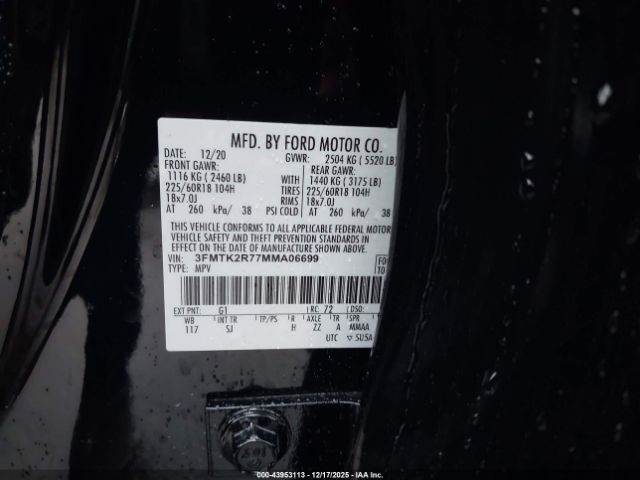 MFD. BY FORD MOTOR CO.
DATE: 12/20 GVWR: 2504 KG ( 5520 LB)
FRONT GAWR: REAR GAWR:
1116 KG ( 2460 LB) WITH 1440 KG ( 3175 LB)
225/60R18 104H TIRES 225/60R18 104H
18x7.0J RIMS 18x7.0J
AT 260 kPa/ 38 PSI COLD AT 260 kPa/ 38
THIS VEHICLE CONFORMS TO ALL APPLICABLE FEDERAL MOTOR
VEHICLE SAFETY AND THEFT PREVENTION STANDARDS IN
EFFECT ON THE DATE OF MANUFACTURE SHOWN ABOVE.
VIN: 3FMTK2R77MMA06699
TYPE: MPV
EXT PNT: G1 RC: 72 DSO:
WB INT TR TP/PS R AXLE TR SPR
117 SJ H ZZ A MMAA
UTC ▽ SU5A
00-43953113 - 12/17/2025 - IAA Inc.